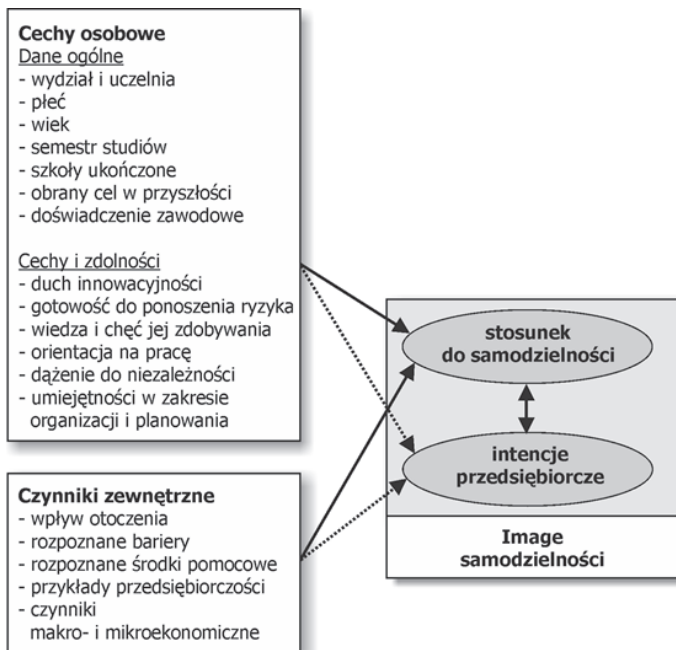 Cechy osobowe
Dane ogólne
- wydział i uczelnia
- płeć
- wiek
- semestr studiów
- szkoły ukończone
- obrany cel w przyszłości
- doświadczenie zawodowe
Cechy i zdolności
- duch innowacyjności
- gotowość do ponoszenia ryzyka
- wiedza i chęć jej zdobywania
- orientacja na pracę
- dążenie do niezależności
- umiejętności w zakresie
organizacji i planowania
Czynniki zewnętrzne
- wpływ otoczenia
- rozpoznane bariery
- rozpoznane środki pomocowe
- przykłady przedsiębiorczości
- czynniki
makro- i mikroekonomiczne
stosunek
do samodzielności
intencje
przedsiębiorcze
Image
samodzielności